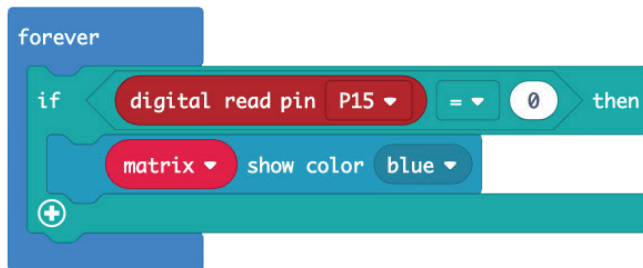 forever
if digital read pin P15 = 0 then
matrix show color blue